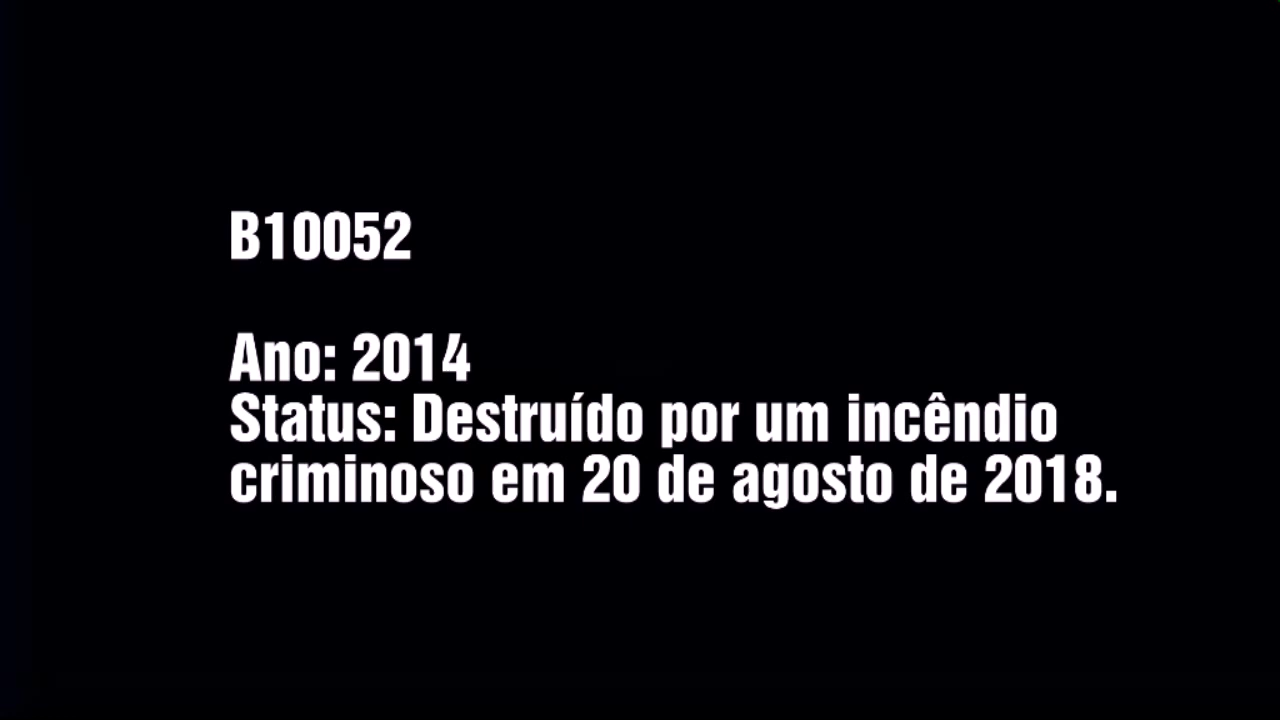 B10052
Ano: 2014
Status: Destruído por um incêndio
criminoso em 20 de agosto de 2018.